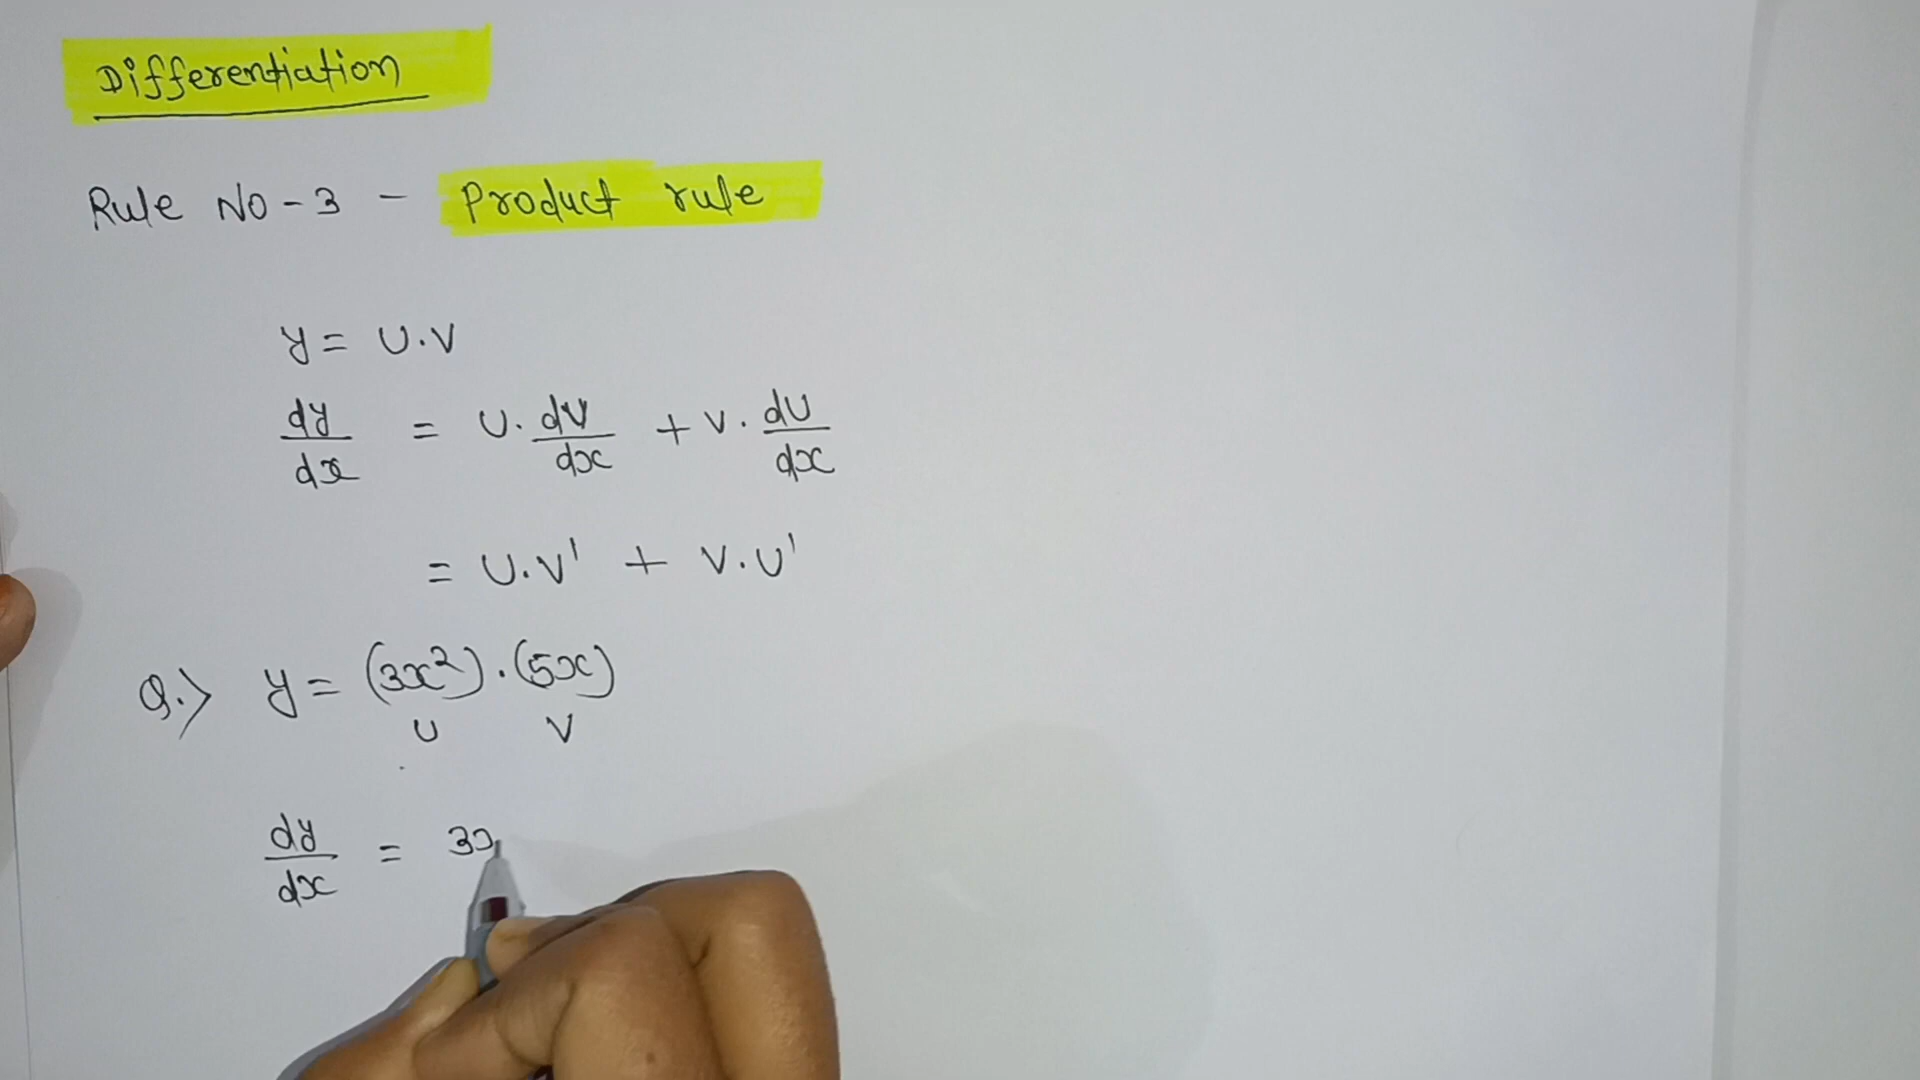 Differentiation
Rule No-3 - Product rule
y = U.V
dy/dx = U. dV/dx + V. dU/dx
= U.V' + V.U'
Q.> y = (3x²).(5x)
U V
dy/dx = 3x